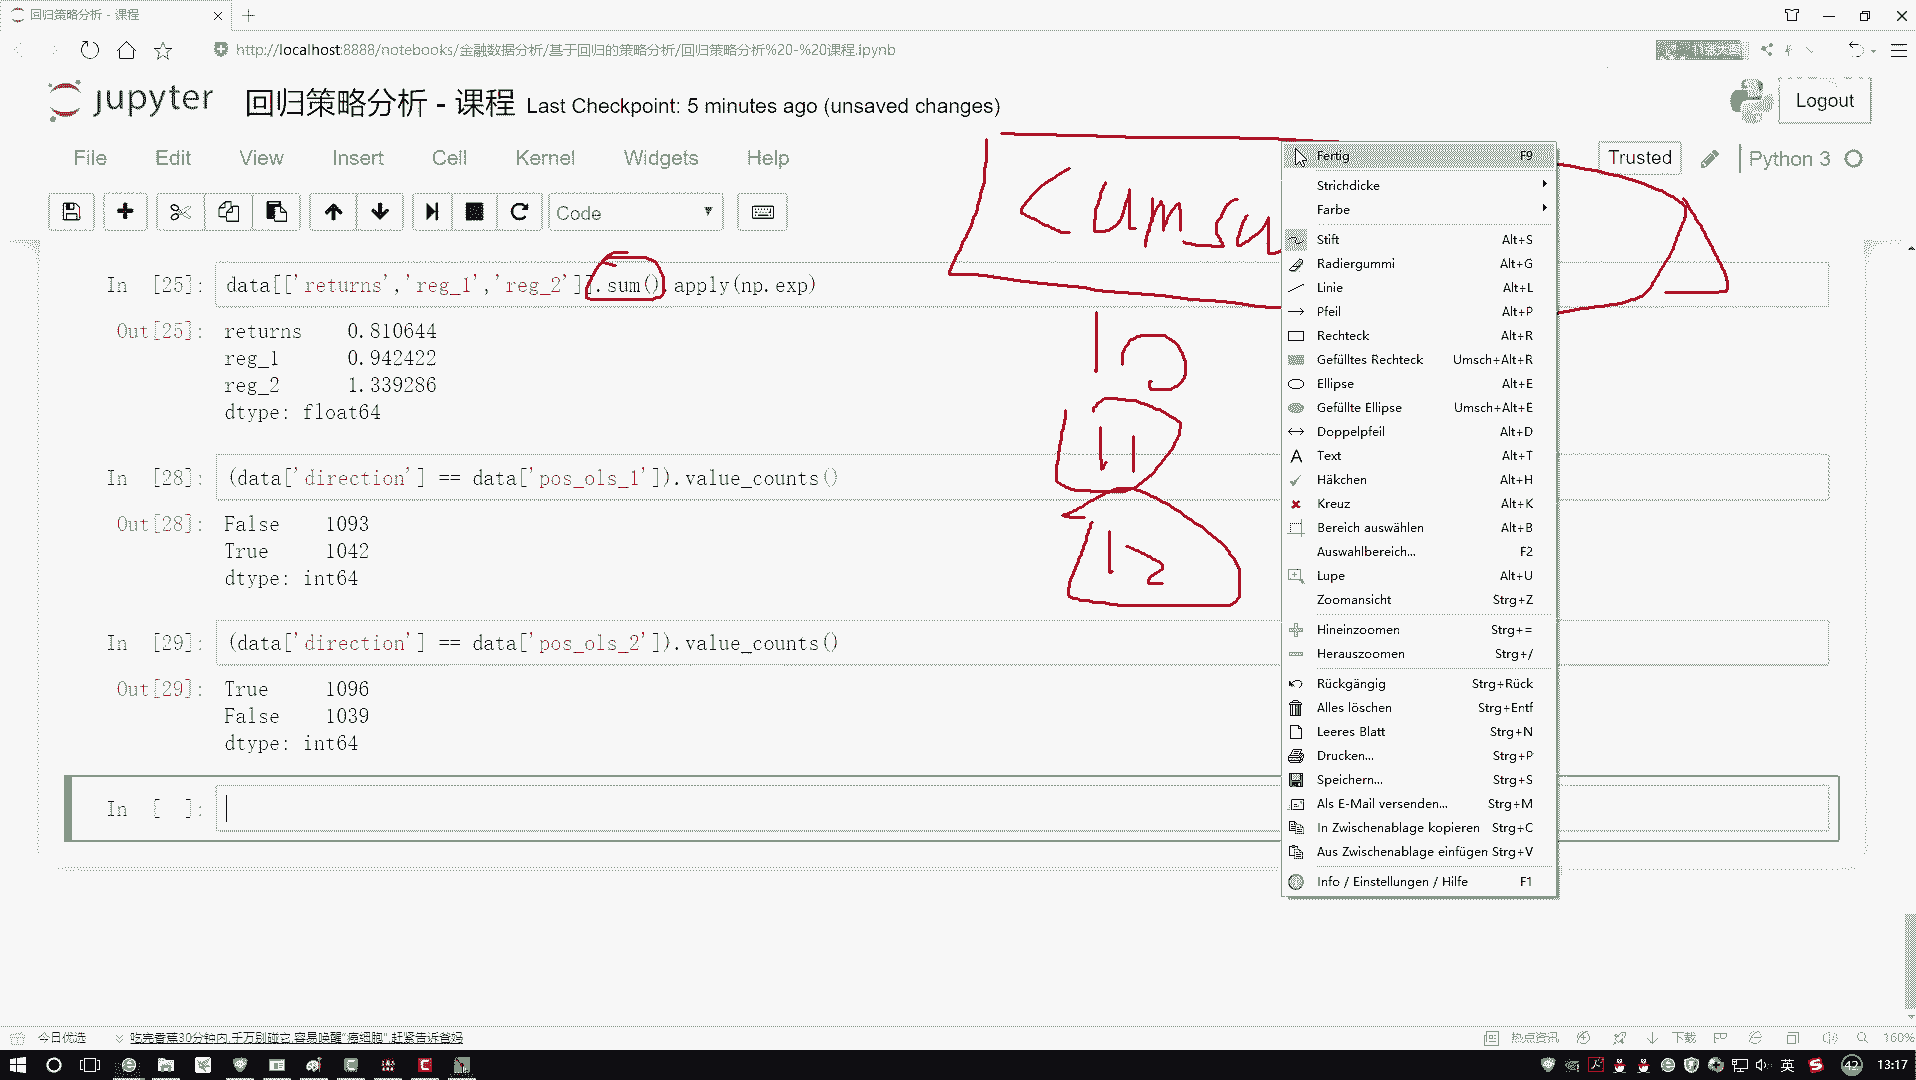 回归策略分析 - 课程
http://localhost:8888/notebooks/金融数据分析/基于回归的策略分析/回归策略分析%20-%20课程.ipynb
jupyter 回归策略分析 - 课程 Last Checkpoint: 5 minutes ago (unsaved changes)
Logout
File Edit View Insert Cell Kernel Widgets Help
Trusted Python 3
Code
cumsu
In [25]: data[['returns','reg_1','reg_2']].sum().apply(np.exp)
Out[25]: returns 0.810644
reg_1 0.942422
reg_2 1.339286
dtype: float64
10
11
12
In [28]: (data['direction'] == data['pos_ols_1']).value_counts()
Out[28]: False 1093
True 1042
dtype: int64
In [29]: (data['direction'] == data['pos_ols_2']).value_counts()
Out[29]: True 1096
False 1039
dtype: int64
In [ ]:
Fertig F9
Strichdicke
Farbe
Stift Alt+S
Radiergummi Alt+G
Linie Alt+L
Pfeil Alt+P
Rechteck Alt+R
Gefülltes Rechteck Umsch+Alt+R
Ellipse Alt+E
Gefüllte Ellipse Umsch+Alt+E
Doppelpfeil Alt+D
Text Alt+T
Häkchen Alt+H
Kreuz Alt+K
Bereich auswählen Alt+B
Auswahlbereich... F2
Lupe Alt+U
Zoomansicht Strg+Z
Hineinzoomen Strg+=
Herauszoomen Strg+/
Rückgängig Strg+Rück
Alles löschen Strg+Entf
Leeres Blatt Strg+N
Drucken... Strg+P
Speichern... Strg+S
Als E-Mail versenden... Strg+M
In Zwischenablage kopieren Strg+C
Aus Zwischenablage einfügen Strg+V
Info / Einstellungen / Hilfe F1
今日优选 吃完香蕉30分钟内,千万别碰它,容易唤醒"癌细胞",赶紧告诉爸妈
热点资讯 下载 160%
英 42 13:17